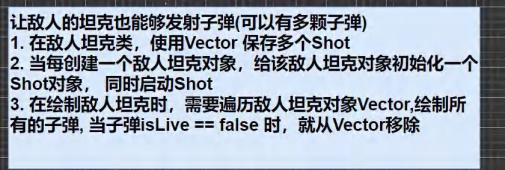 让敌人的坦克也能够发射子弹(可以有多颗子弹)
1. 在敌人坦克类，使用Vector 保存多个Shot
2. 当每创建一个敌人坦克对象，给该敌人坦克对象初始化一个
Shot对象， 同时启动Shot
3. 在绘制敌人坦克时，需要遍历敌人坦克对象Vector,绘制所
有的子弹, 当子弹isLive == false 时，就从Vector移除